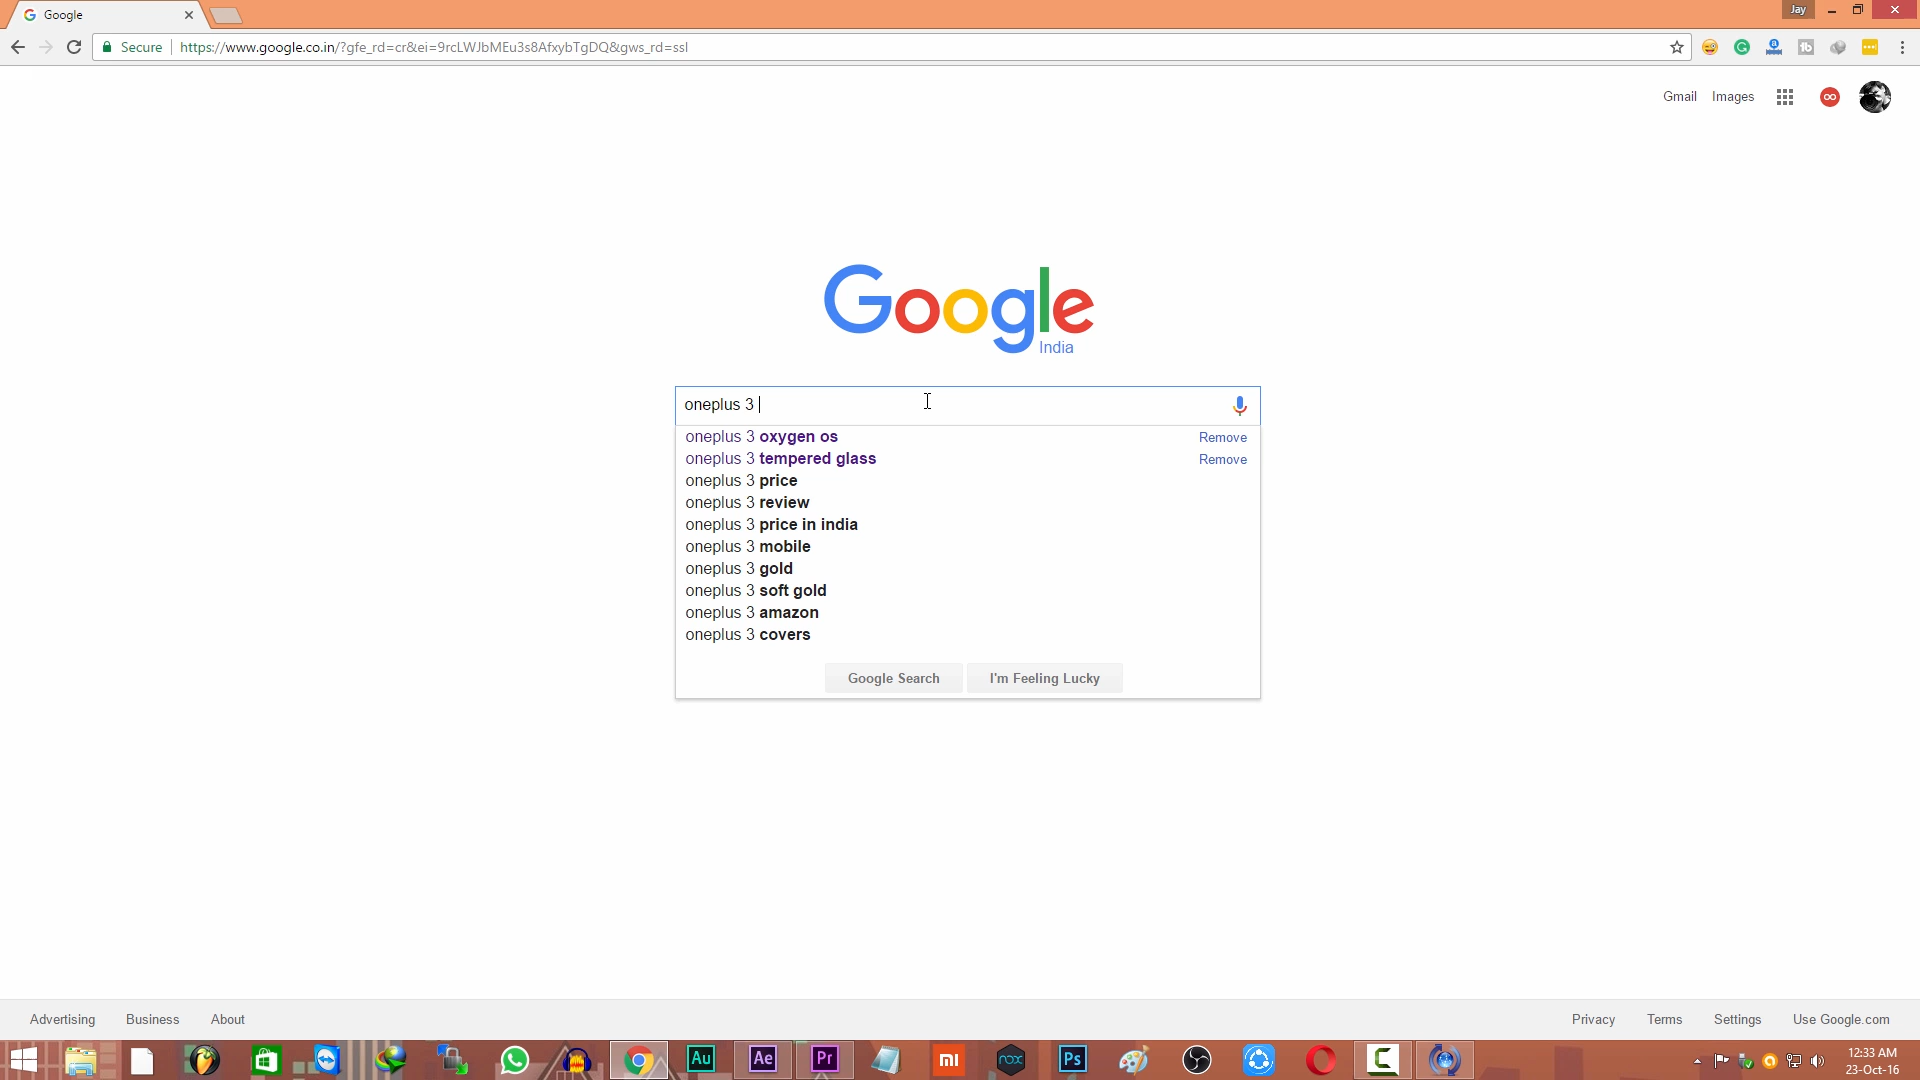 Google
Jay
Secure https://www.google.co.in/?gfe_rd=cr&ei=9rcLWJbMEu3s8AfxybTgDQ&gws_rd=ssl
Gmail Images
Google
India
oneplus 3
oneplus 3 oxygen os Remove
oneplus 3 tempered glass Remove
oneplus 3 price
oneplus 3 review
oneplus 3 price in india
oneplus 3 mobile
oneplus 3 gold
oneplus 3 soft gold
oneplus 3 amazon
oneplus 3 covers
Google Search I'm Feeling Lucky
Advertising Business About Privacy Terms Settings Use Google.com
Au Ae Pr mi nox Ps C
12:33 AM
23-Oct-16